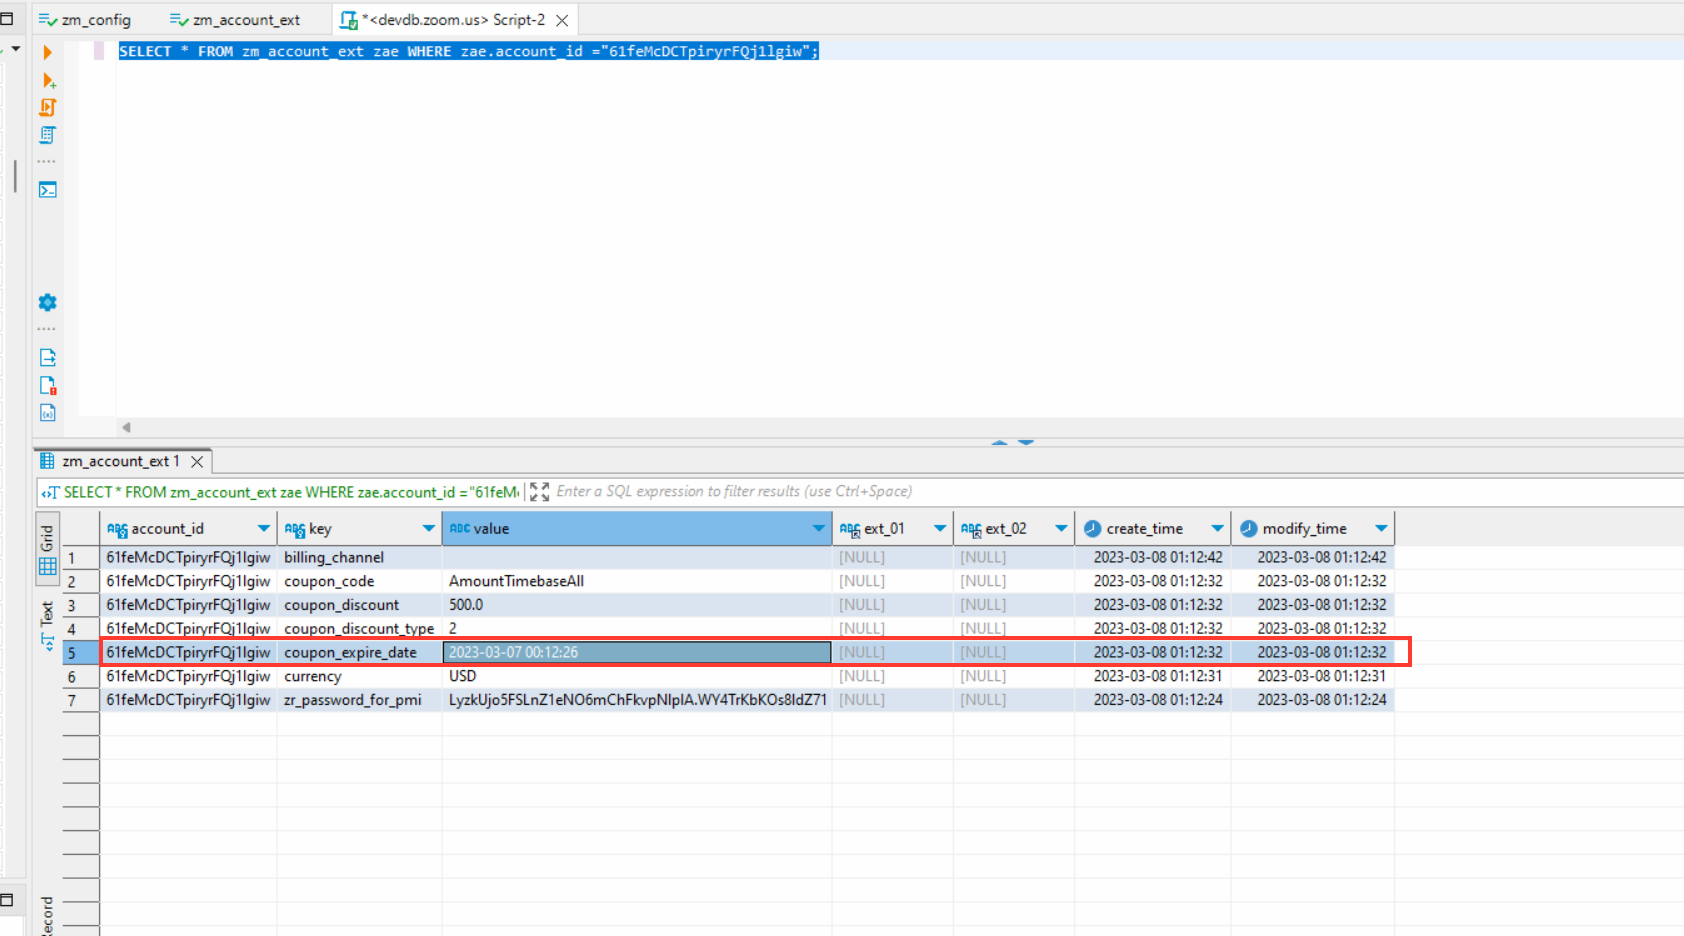 zm_config zm_account_ext *<devdb.zoom.us> Script-2
SELECT * FROM zm_account_ext zae WHERE zae.account_id ="61feMcDCTpiryrFQj1lgiw";
zm_account_ext 1
SELECT * FROM zm_account_ext zae WHERE zae.account_id ="61feM Enter a SQL expression to filter results (use Ctrl+Space)
Grid
Text
Record
account_id key ABC value ext_01 ext_02 create_time modify_time
1 61feMcDCTpiryrFQj1lgiw billing_channel [NULL] [NULL] 2023-03-08 01:12:42 2023-03-08 01:12:42
2 61feMcDCTpiryrFQj1lgiw coupon_code AmountTimebaseAll [NULL] [NULL] 2023-03-08 01:12:32 2023-03-08 01:12:32
3 61feMcDCTpiryrFQj1lgiw coupon_discount 500.0 [NULL] [NULL] 2023-03-08 01:12:32 2023-03-08 01:12:32
4 61feMcDCTpiryrFQj1lgiw coupon_discount_type 2 [NULL] [NULL] 2023-03-08 01:12:32 2023-03-08 01:12:32
5 61feMcDCTpiryrFQj1lgiw coupon_expire_date 2023-03-07 00:12:26 [NULL] [NULL] 2023-03-08 01:12:32 2023-03-08 01:12:32
6 61feMcDCTpiryrFQj1lgiw currency USD [NULL] [NULL] 2023-03-08 01:12:31 2023-03-08 01:12:31
7 61feMcDCTpiryrFQj1lgiw zr_password_for_pmi LyzkUjo5FSLnZ1eNO6mChFkvpNIpIA.WY4TrKbKOs8IdZ71 [NULL] [NULL] 2023-03-08 01:12:24 2023-03-08 01:12:24